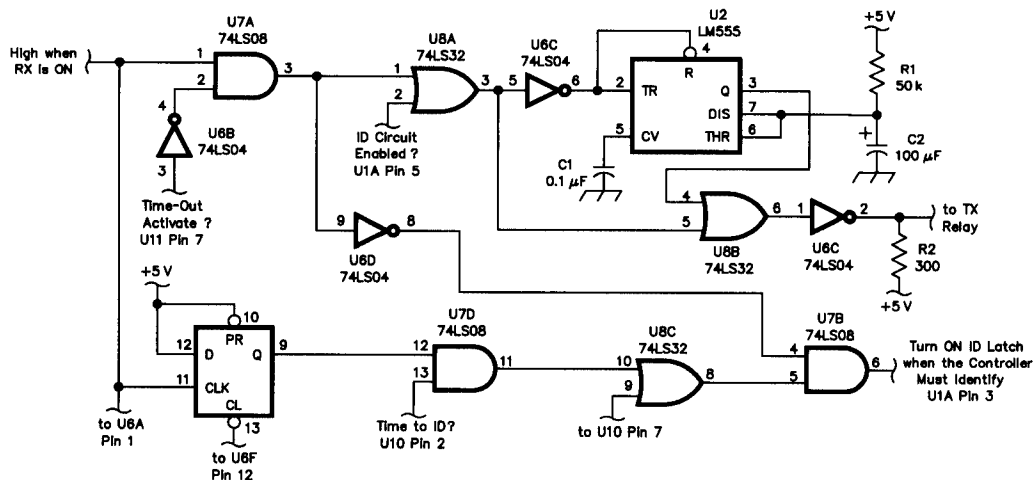 U7A
74LS08
High when
RX is ON
1
2
3
4
U6B
74LS04
3
Time-Out
Activate ?
U11 Pin 7
U8A
74LS32
1
2
3
ID Circuit
Enabled ?
U1A Pin 5
U6C
74LS04
5
6
U2
LM555
4
R
2
TR
Q
3
DIS
7
THR
6
5
CV
C1
0.1 µF
+5 V
R1
50 k
+
C2
100 µF
9
8
U6D
74LS04
4
5
6
U8B
74LS32
1
2
U6C
74LS04
to TX
Relay
R2
300
+5 V
+5 V
10
PR
12
D
Q
9
11
CLK
CL
13
to U6A
Pin 1
to U6F
Pin 12
U7D
74LS08
12
13
11
Time to ID?
U10 Pin 2
U8C
74LS32
10
9
8
to U10 Pin 7
U7B
74LS08
4
5
6
Turn ON ID Latch
when the Controller
Must Identify
U1A Pin 3